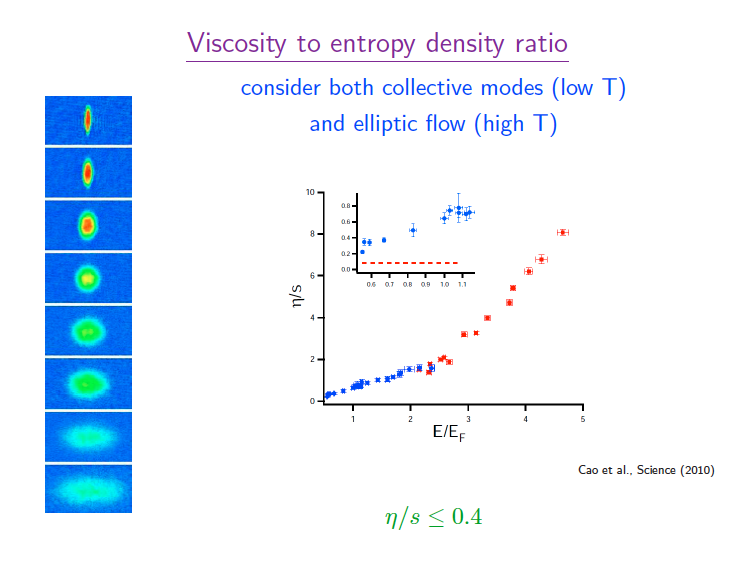 Viscosity to entropy density ratio
consider both collective modes (low T)
and elliptic flow (high T)
10
8
6
4
2
0
η/s
0.8
0.6
0.4
0.2
0.0
0.6 0.7 0.8 0.9 1.0 1.1
1 2 3 4 5
E/E_F
Cao et al., Science (2010)
η/s ≤ 0.4